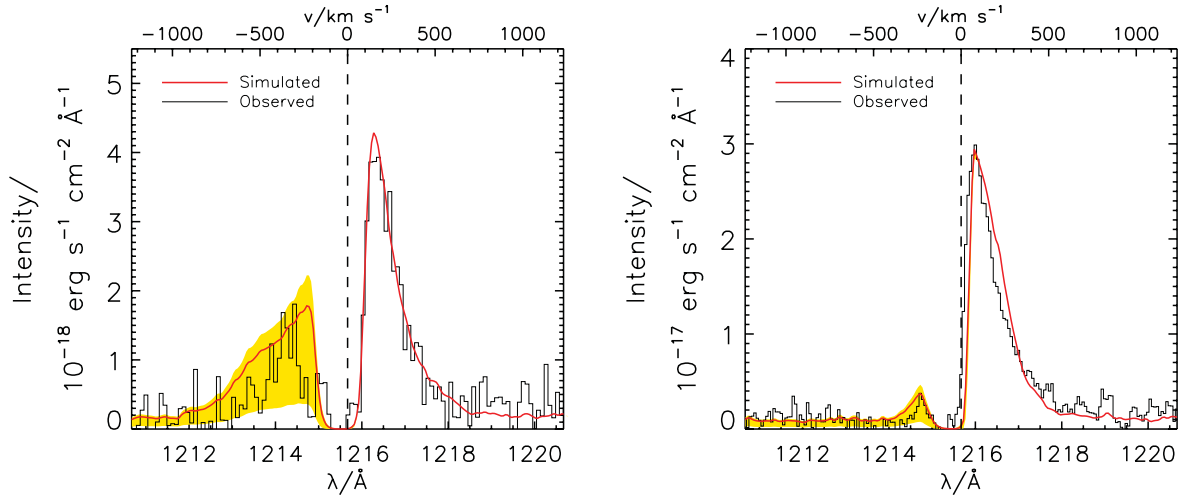 v/km s⁻¹
−1000 −500 0 500 1000
Simulated
Observed
5
4
3
2
1
0
Intensity/
10⁻¹⁸ erg s⁻¹ cm⁻² Å⁻¹
1212 1214 1216 1218 1220
λ/Å
v/km s⁻¹
−1000 −500 0 500 1000
Simulated
Observed
4
3
2
1
0
Intensity/
10⁻¹⁷ erg s⁻¹ cm⁻² Å⁻¹
1212 1214 1216 1218 1220
λ/Å